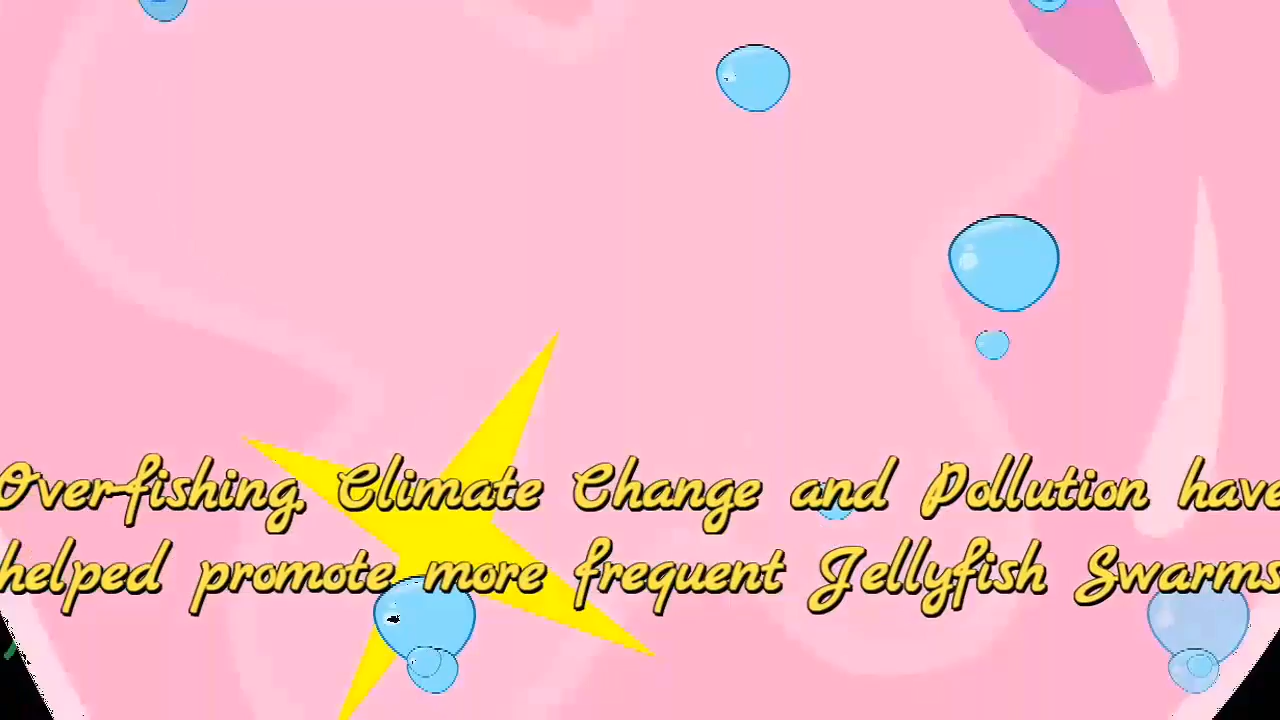 Overfishing, Climate Change and Pollution have
helped promote more frequent Jellyfish Swarms